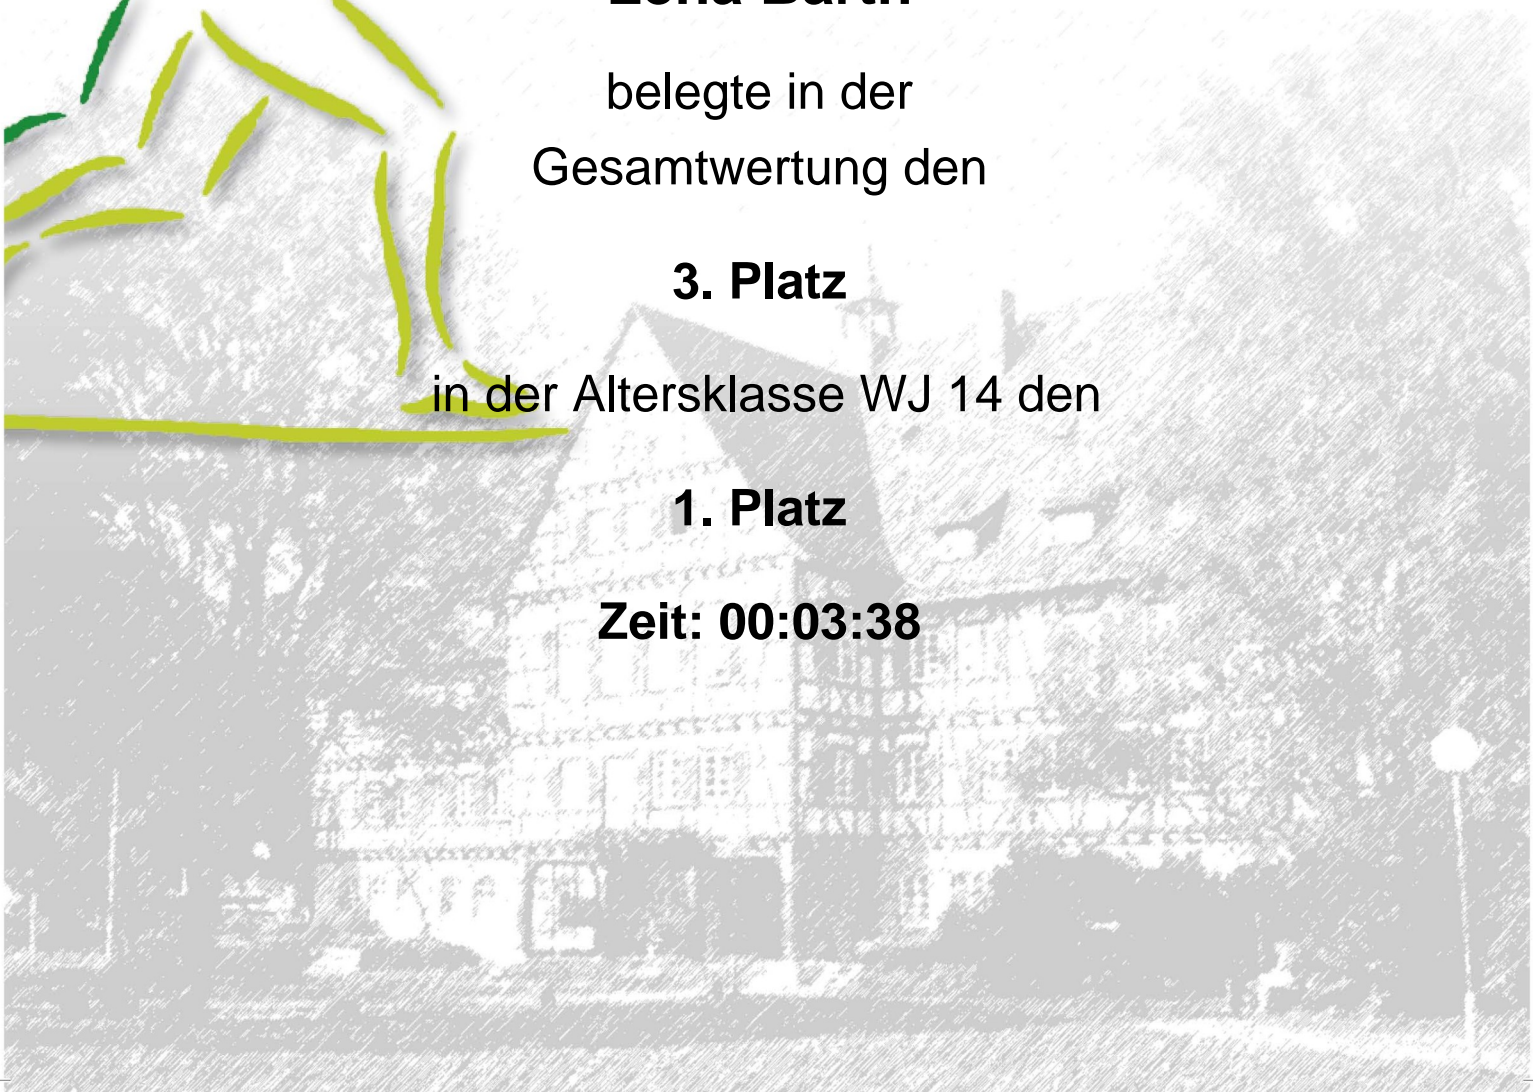 belegte in der
Gesamtwertung den
3. Platz
in der Altersklasse WJ 14 den
1. Platz
Zeit: 00:03:38